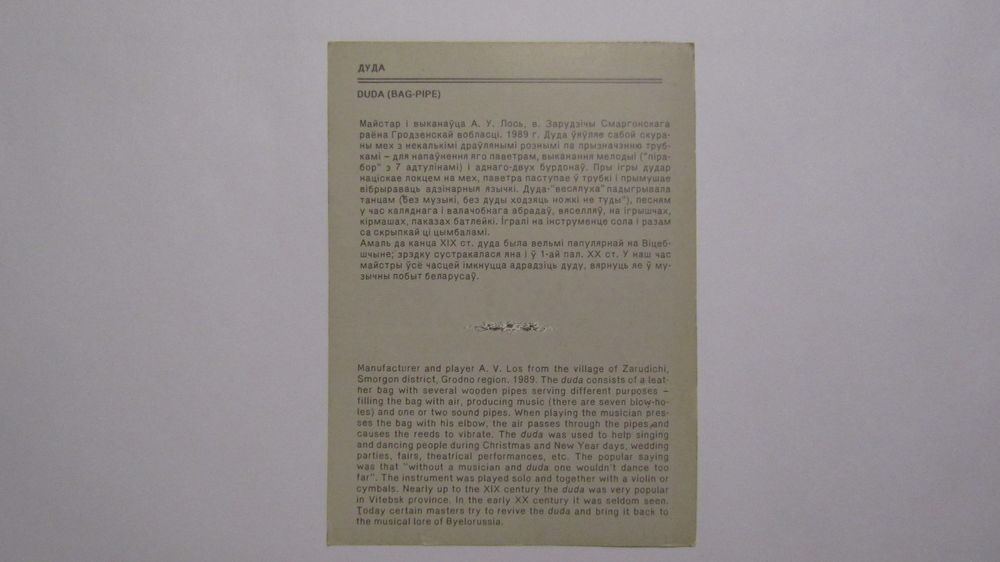 ДУДА
DUDA (BAG-PIPE)
Майстар і выканаўца А. У. Лось, в. Зарудзічы Смаргонскага
раёна Гродзенскай вобласці. 1989 г. Дуда ўяўляе сабой скура-
ны мех з некалькімі драўлянымі рознымі па прызначэнню труб-
камі – для напаўнення яго паветрам, выканання мелодыі ("піра-
бор" з 7 адтулінамі) і аднаго-двух бурдонаў. Пры ігры дудар
націскае локцем на мех, паветра паступае ў трубкі і прымушае
вібрыраваць адзінарныя язычкі. Дуда-"весялуха" падыгрывала
танцам (без музыкі, без дуды ходзяць ножкі не туды"), песням
у час каляднага і валачобнага абрадаў, вяселляў, на ігрышчах,
кірмашах, паказах батлейкі. Ігралі на інструменце сола і разам
са скрыпкай ці цымбаламі.
Амаль да канца XIX ст. дуда была вельмі папулярнай на Віцеб-
шчыне; зрэдку сустракалася яна і ў 1-ай пал. XX ст. У наш час
майстры ўсё часцей імкнуцца адрадзіць дуду, вярнуць яе ў му-
зычны побыт беларусаў.
Manufacturer and player A. V. Los from the village of Zarudichi,
Smorgon district, Grodno region. 1989. The duda consists of a leat-
her bag with several wooden pipes serving different purposes –
filling the bag with air, producing music (there are seven blow-ho-
les) and one or two sound pipes. When playing the musician pres-
ses the bag with his elbow, the air passes through the pipes and
causes the reeds to vibrate. The duda was used to help singing
and dancing people during Christmas and New Year days, wedding
parties, fairs, theatrical performances, etc. The popular saying
was that "without a musician and duda one wouldn't dance too
far". The instrument was played solo and together with a violin or
cymbals. Nearly up to the XIX century the duda was very popular
in Vitebsk province. In the early XX century it was seldom seen.
Today certain masters try to revive the duda and bring it back to
the musical lore of Byelorussia.